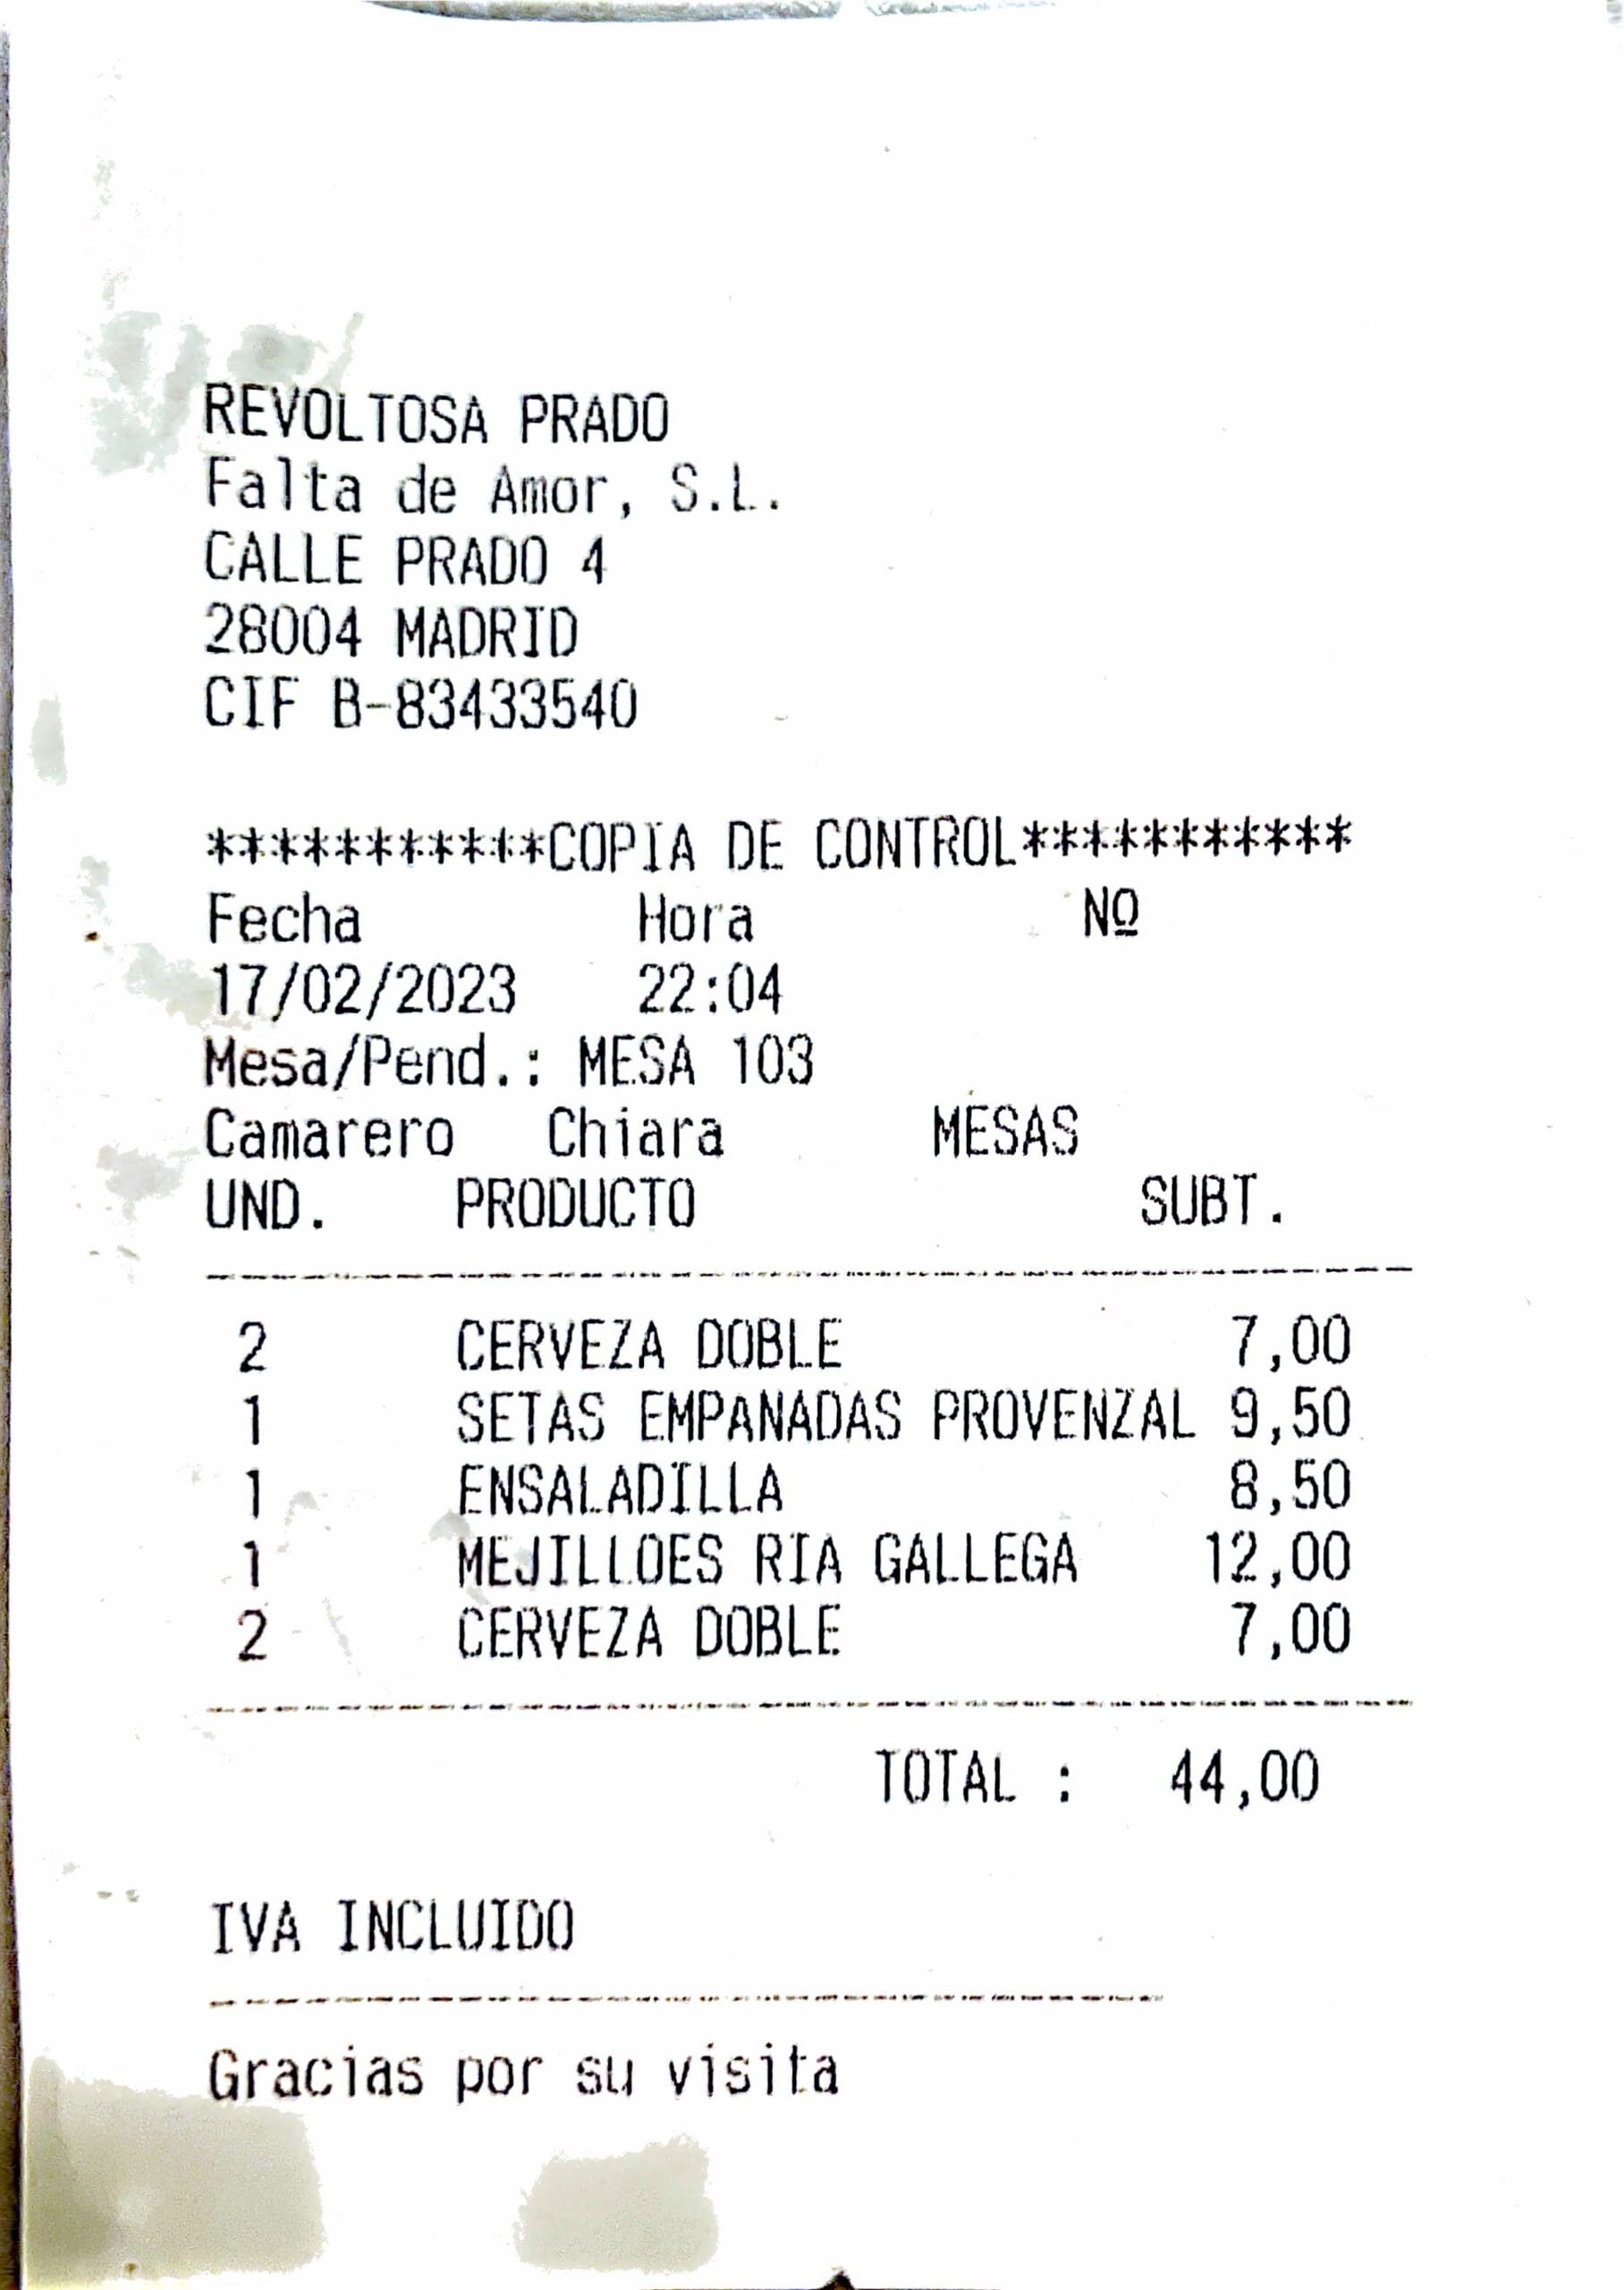 REVOLTOSA PRADO
Falta de Amor, S.L.
CALLE PRADO 4
28004 MADRID
CIF B-83433540
***********COPIA DE CONTROL***********
Fecha Hora Nº
17/02/2023 22:04
Mesa/Pend.: MESA 103
Camarero Chiara MESAS
UND. PRODUCTO SUBT.
2 CERVEZA DOBLE 7,00
1 SETAS EMPANADAS PROVENZAL 9,50
1 ENSALADILLA 8,50
1 MEJILLOES RIA GALLEGA 12,00
2 CERVEZA DOBLE 7,00
TOTAL : 44,00
IVA INCLUIDO
Gracias por su visita